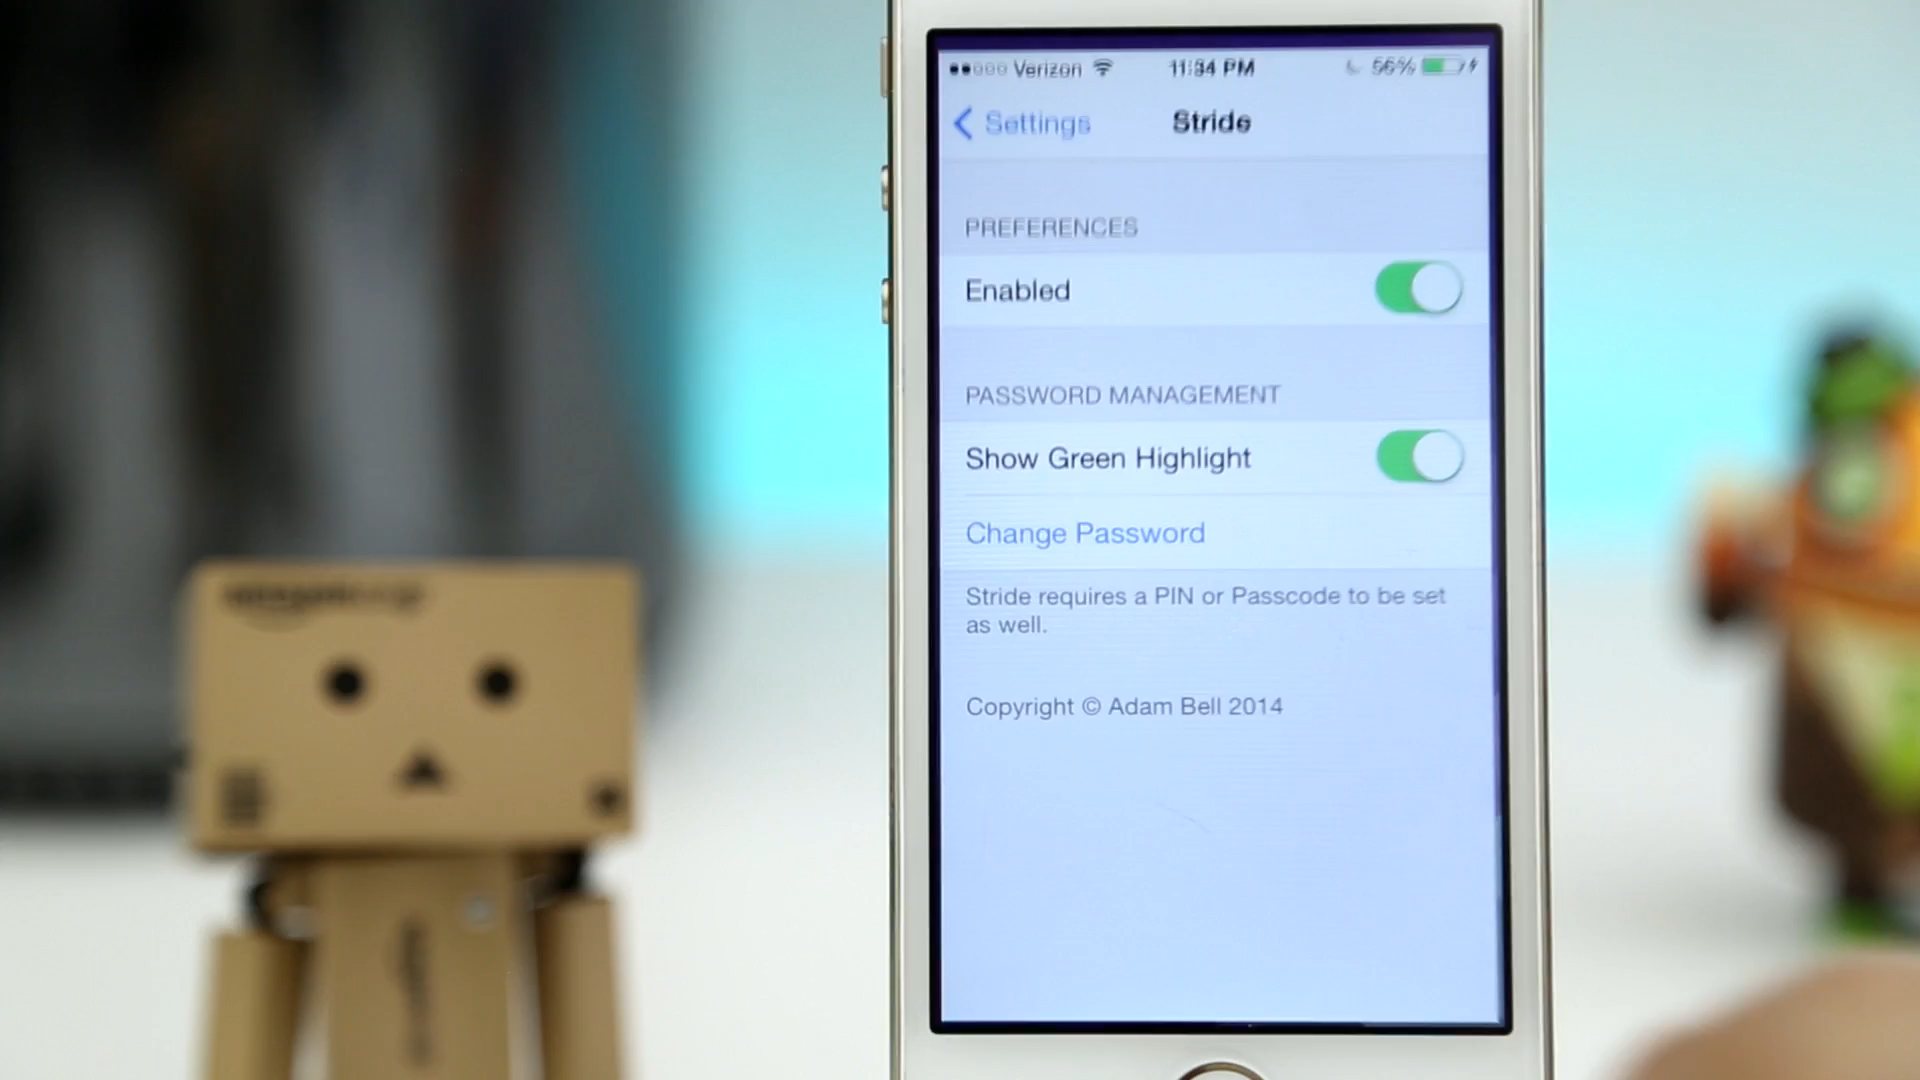 Verizon 11:34 PM 56%
Settings Stride
PREFERENCES
Enabled
PASSWORD MANAGEMENT
Show Green Highlight
Change Password
Stride requires a PIN or Passcode to be set
as well.
Copyright © Adam Bell 2014